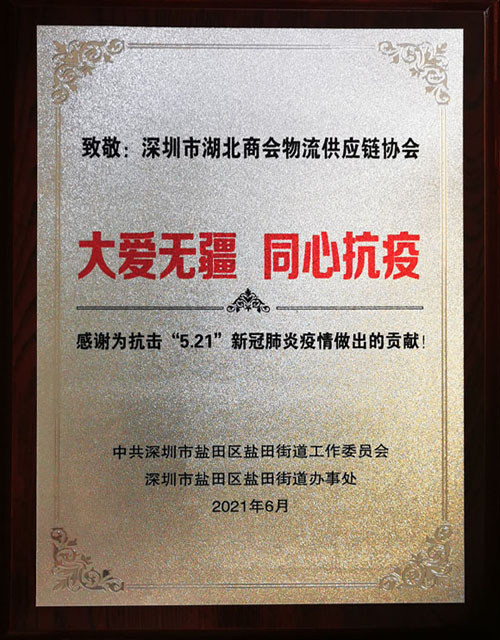 致敬：深圳市湖北商会物流供应链协会
大爱无疆 同心抗疫
感谢为抗击“5.21”新冠肺炎疫情做出的贡献！
中共深圳市盐田区盐田街道工作委员会
深圳市盐田区盐田街道办事处
2021年6月